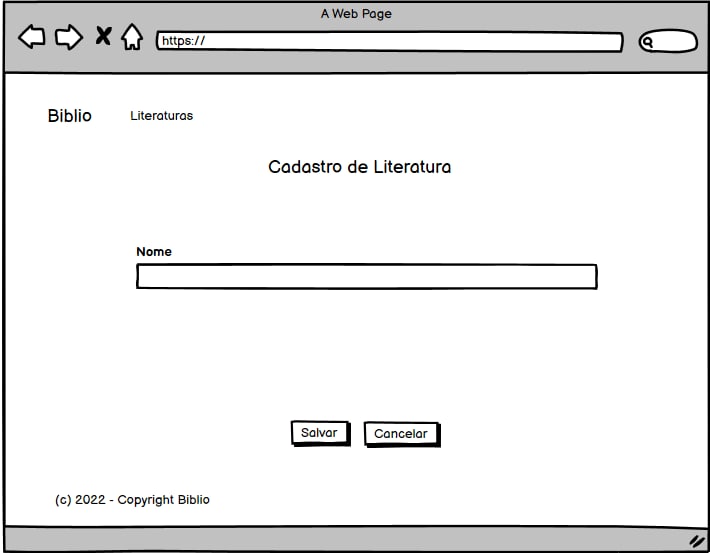 A Web Page
https://
Biblio
Literaturas
Cadastro de Literatura
Nome
Salvar
Cancelar
(c) 2022 - Copyright Biblio